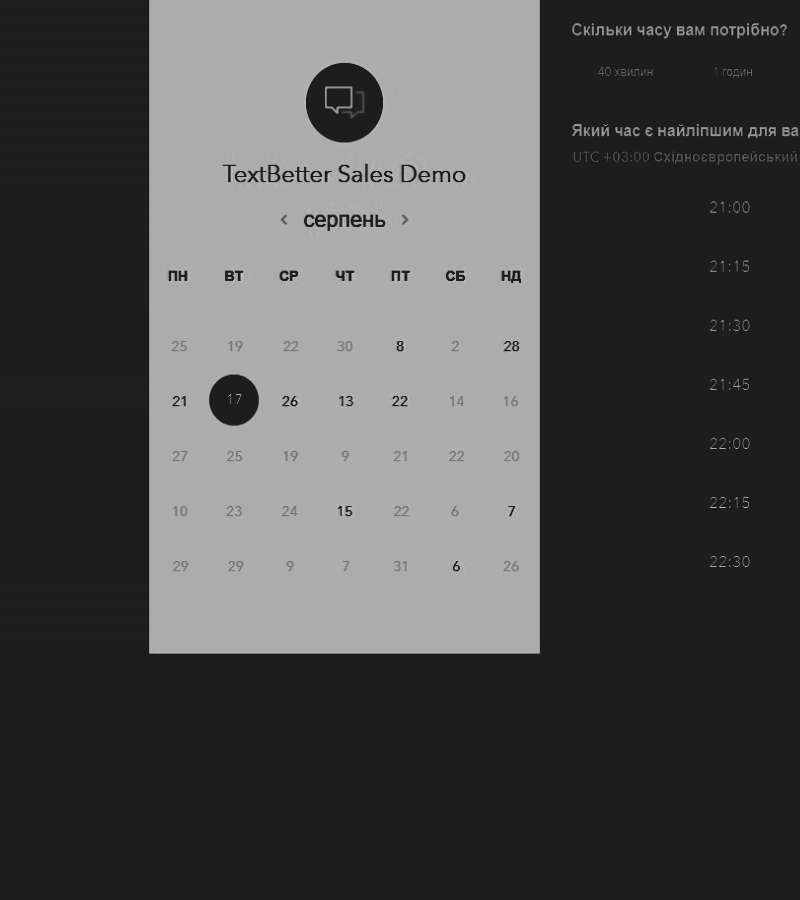 TextBetter Sales Demo
серпень
ПН ВТ СР ЧТ ПТ СБ НД
25 19 22 30 8 2 28
21 17 26 13 22 14 16
27 25 19 9 21 22 20
10 23 24 15 22 6 7
29 29 9 7 31 6 26
Скільки часу вам потрібно?
40 хвилин 1 годин
Який час є найліпшим для ва
UTC +03:00 Східноєвропейський
21:00
21:15
21:30
21:45
22:00
22:15
22:30